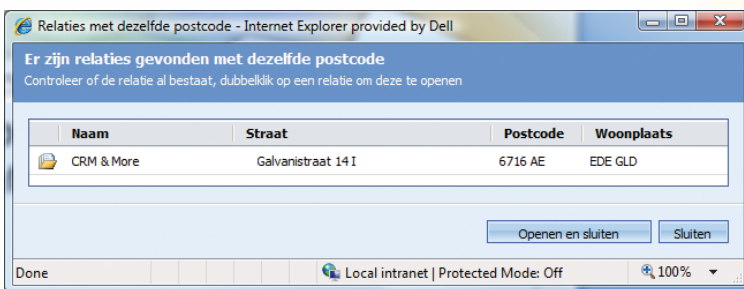 Relaties met dezelfde postcode - Internet Explorer provided by Dell
Er zijn relaties gevonden met dezelfde postcode
Controleer of de relatie al bestaat, dubbelklik op een relatie om deze te openen
Naam Straat Postcode Woonplaats
CRM & More Galvanistraat 14 I 6716 AE EDE GLD
Openen en sluiten Sluiten
Done Local intranet | Protected Mode: Off 100%